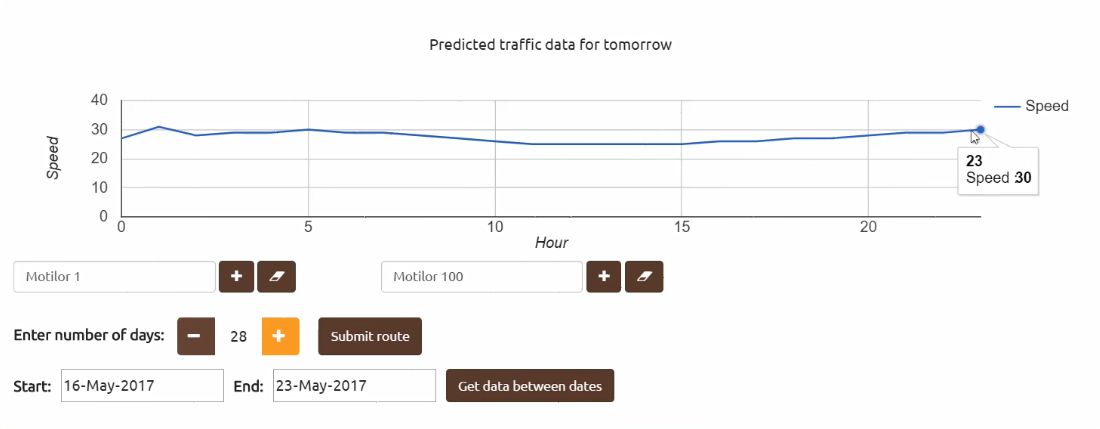 Predicted traffic data for tomorrow
40
30
20
10
0
Speed
Speed
23
Speed : 30
0 5 10 15 20
Hour
Motilor 1
Motilor 100
Enter number of days: 28 Submit route
Start: 16-May-2017 End: 23-May-2017 Get data between dates